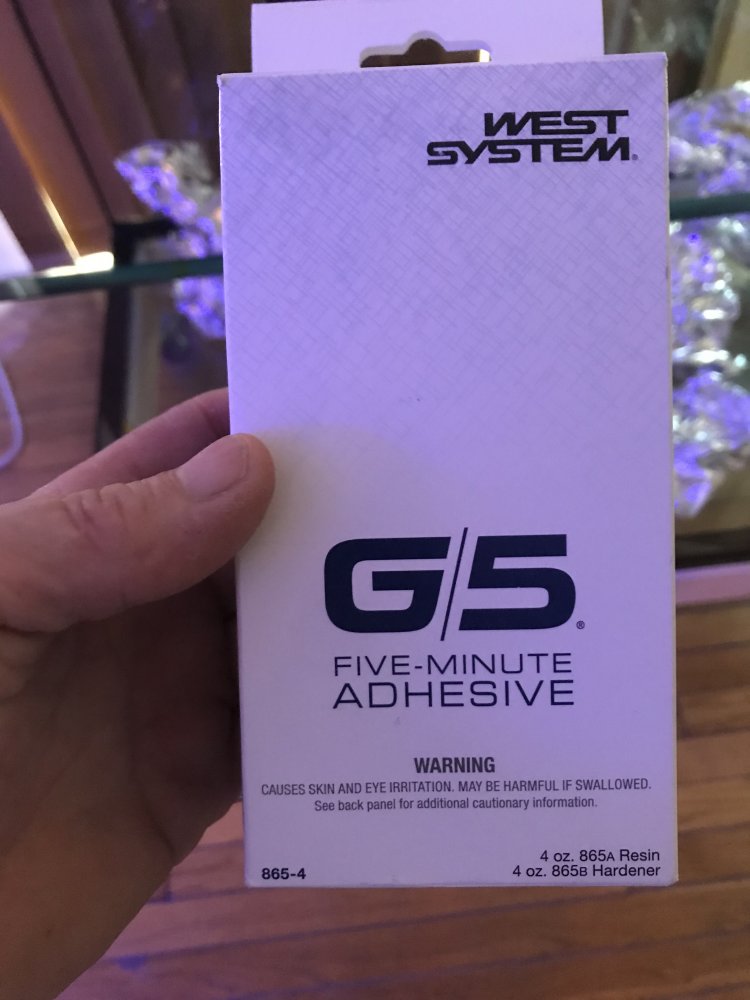 WEST
SYSTEM®
G/5®
FIVE-MINUTE
ADHESIVE
WARNING
CAUSES SKIN AND EYE IRRITATION. MAY BE HARMFUL IF SWALLOWED.
See back panel for additional cautionary information.
865-4
4 oz. 865A Resin
4 oz. 865B Hardener